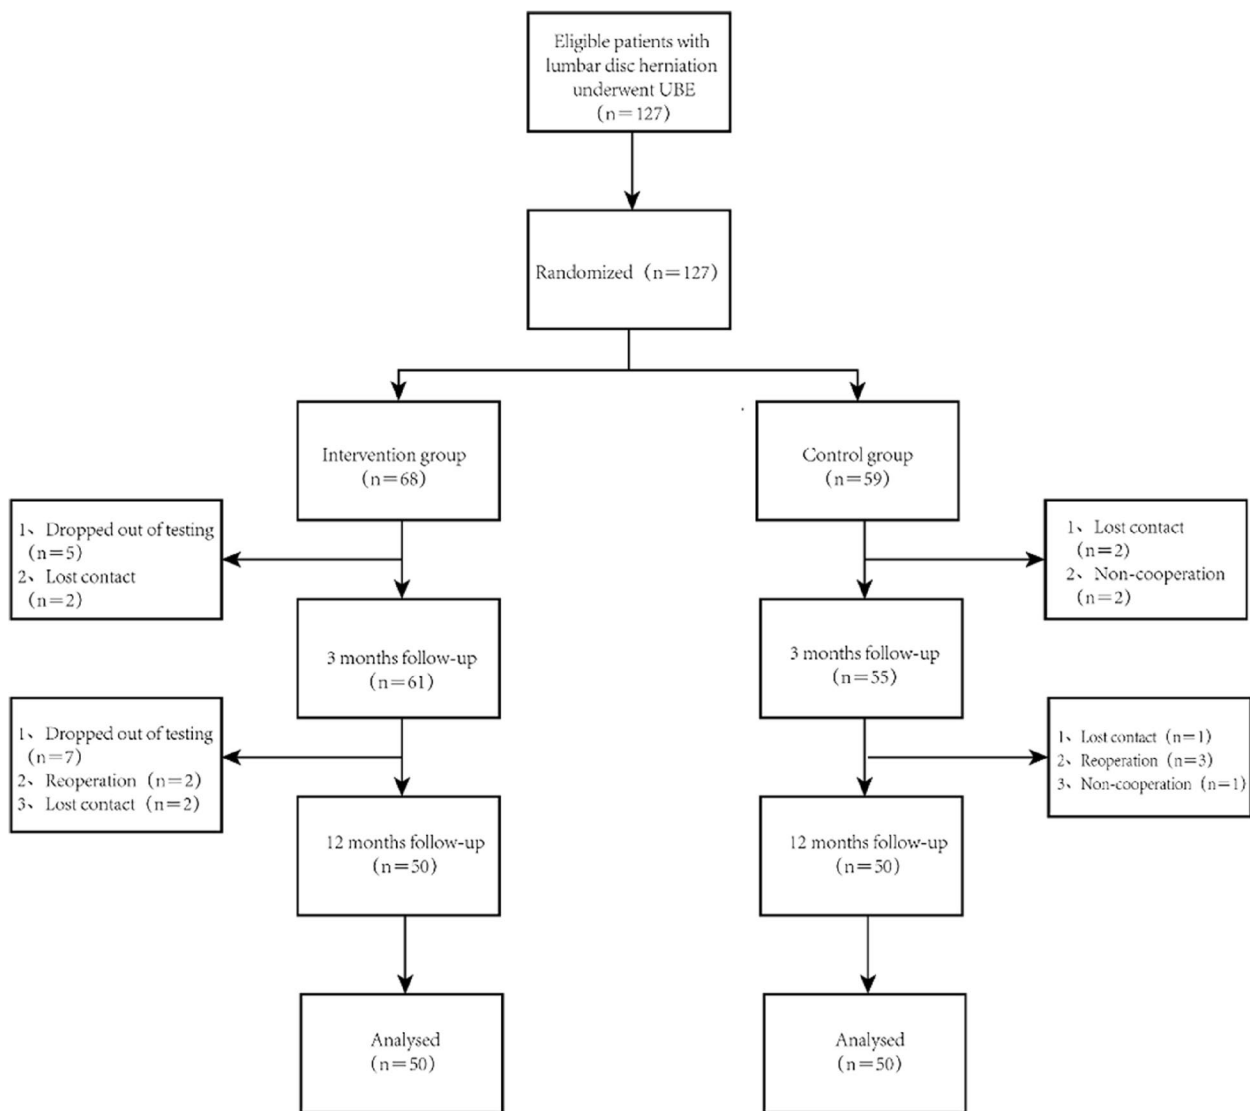 Eligible patients with
lumbar disc herniation
underwent UBE
(n=127)
Randomized (n=127)
Intervention group
(n=68)
Control group
(n=59)
1、Dropped out of testing
(n=5)
2、Lost contact
(n=2)
1、Lost contact
(n=2)
2、Non-cooperation
(n=2)
3 months follow-up
(n=61)
3 months follow-up
(n=55)
1、Dropped out of testing
(n=7)
2、Reoperation (n=2)
3、Lost contact (n=2)
1、Lost contact (n=1)
2、Reoperation (n=3)
3、Non-cooperation (n=1)
12 months follow-up
(n=50)
12 months follow-up
(n=50)
Analysed
(n=50)
Analysed
(n=50)